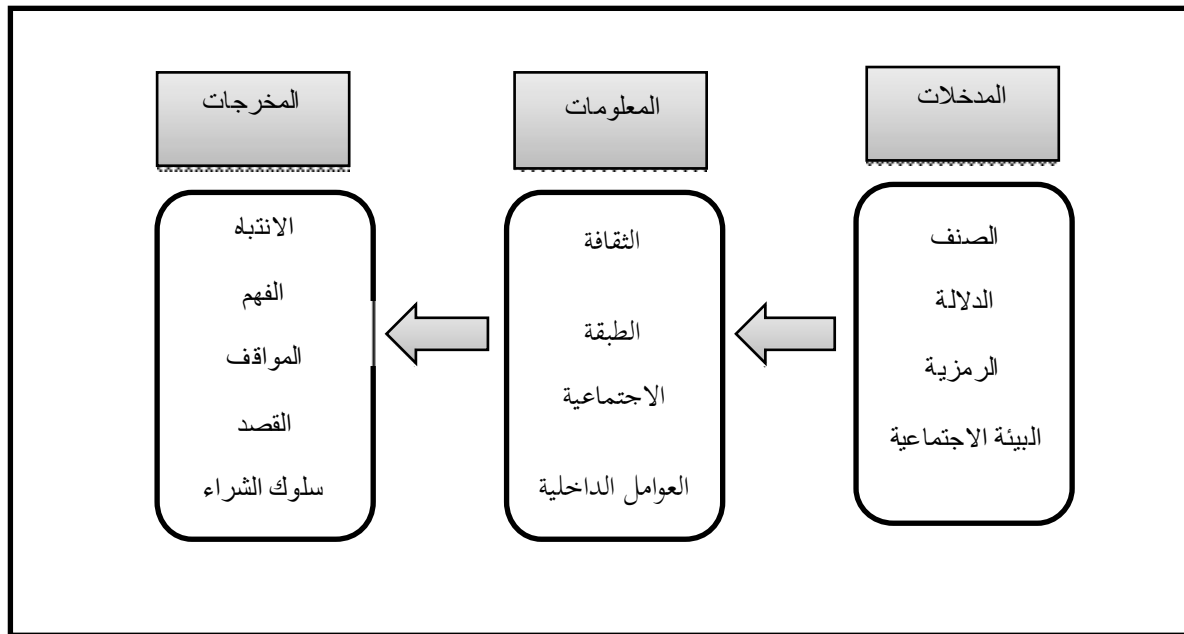 المدخلات
الصنف
الدلالة
الرمزية
البيئة الاجتماعية
المعلومات
الثقافة
الطبقة
الاجتماعية
العوامل الداخلية
المخرجات
الانتباه
الفهم
المواقف
القصد
سلوك الشراء